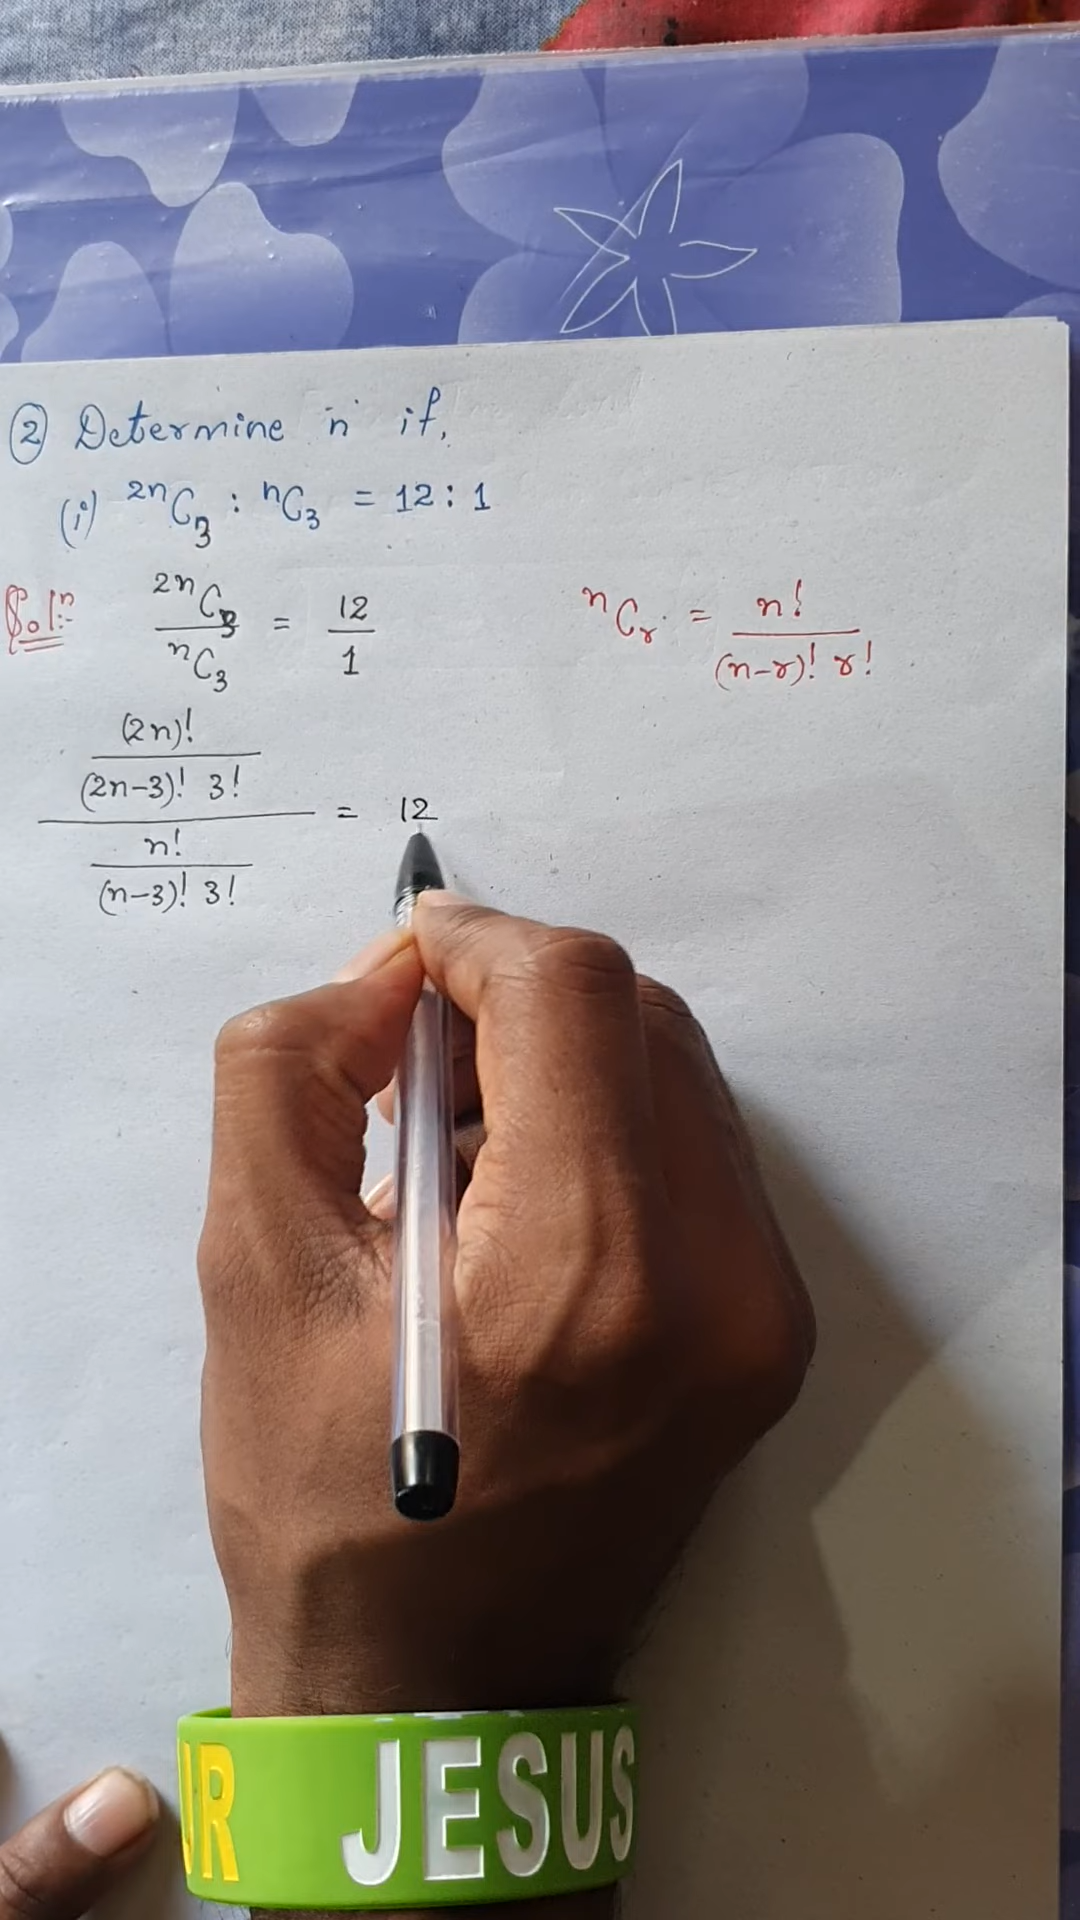 ② Determine 'n' if,
(i) ²ⁿC₃ : ⁿC₃ = 12 : 1
Sol:ⁿ ²ⁿC₃ / ⁿC₃ = 12 / 1
ⁿCᵣ = n! / (n-r)! r!
(2n)! / (2n-3)! 3!
= 12
n! / (n-3)! 3!
UR JESUS